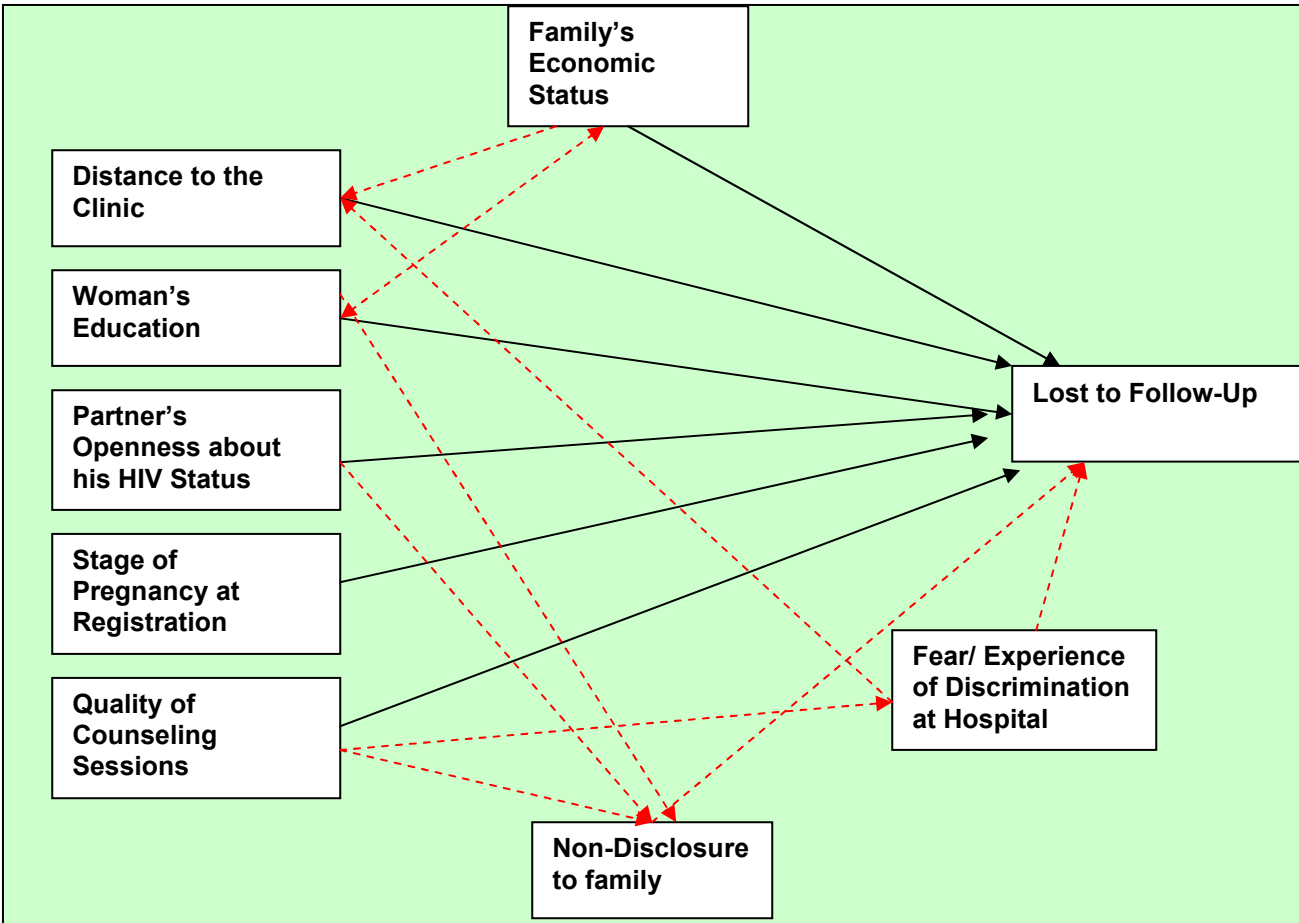 Family’s
Economic
Status
Distance to the
Clinic
Woman’s
Education
Partner’s
Openness about
his HIV Status
Lost to Follow-Up
Stage of
Pregnancy at
Registration
Fear/ Experience
of Discrimination
at Hospital
Quality of
Counseling
Sessions
Non-Disclosure
to family